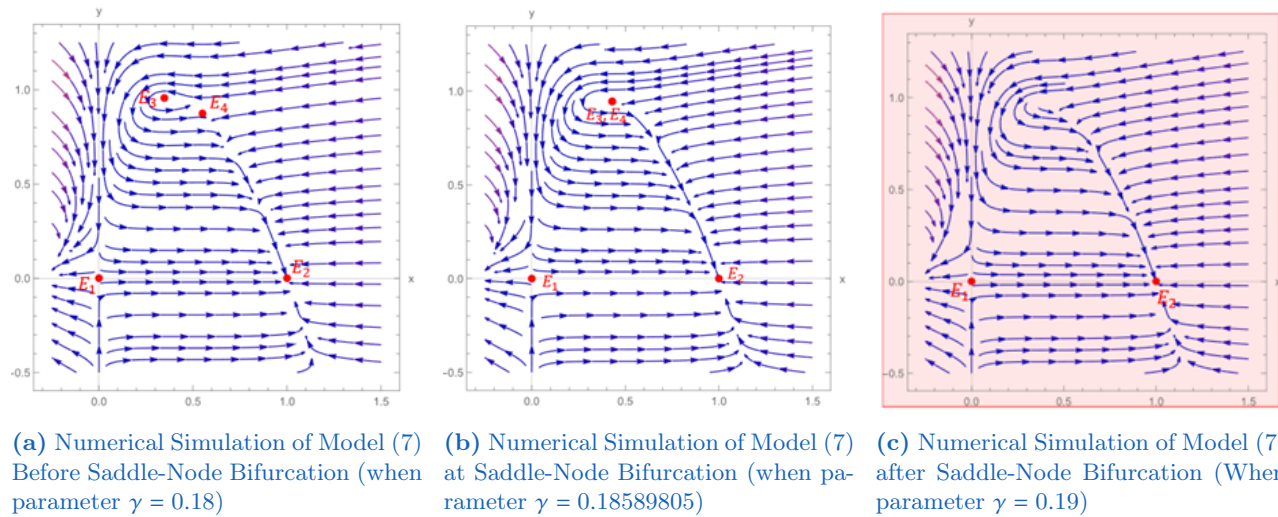 y
1.0
E3
E4
0.5
0.0
E1
E2
x
−0.5
0.0
0.5
1.0
1.5
y
1.0
E3, E4
0.5
0.0
E1
E2
x
−0.5
0.0
0.5
1.0
1.5
y
1.0
0.5
0.0
E1
E2
x
−0.5
0.0
0.5
1.0
1.5
(a) Numerical Simulation of Model (7)
Before Saddle-Node Bifurcation (when
parameter γ = 0.18)
(b) Numerical Simulation of Model (7)
at Saddle-Node Bifurcation (when pa-
rameter γ = 0.18589805)
(c) Numerical Simulation of Model (7
after Saddle-Node Bifurcation (When
parameter γ = 0.19)